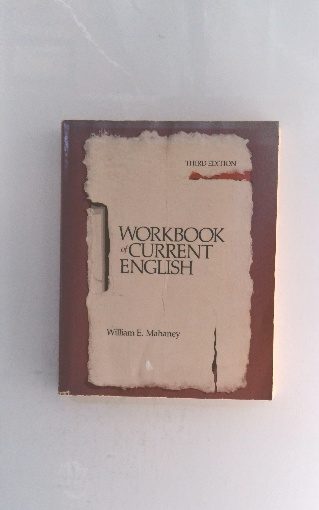 THIRD EDITION
WORKBOOK
of CURRENT
ENGLISH
William E. Mahaney